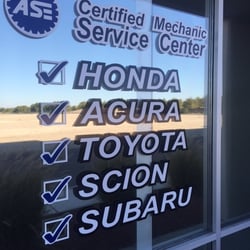 ASE
Certified Mechanic
Service Center
HONDA
ACURA
TOYOTA
SCION
SUBARU